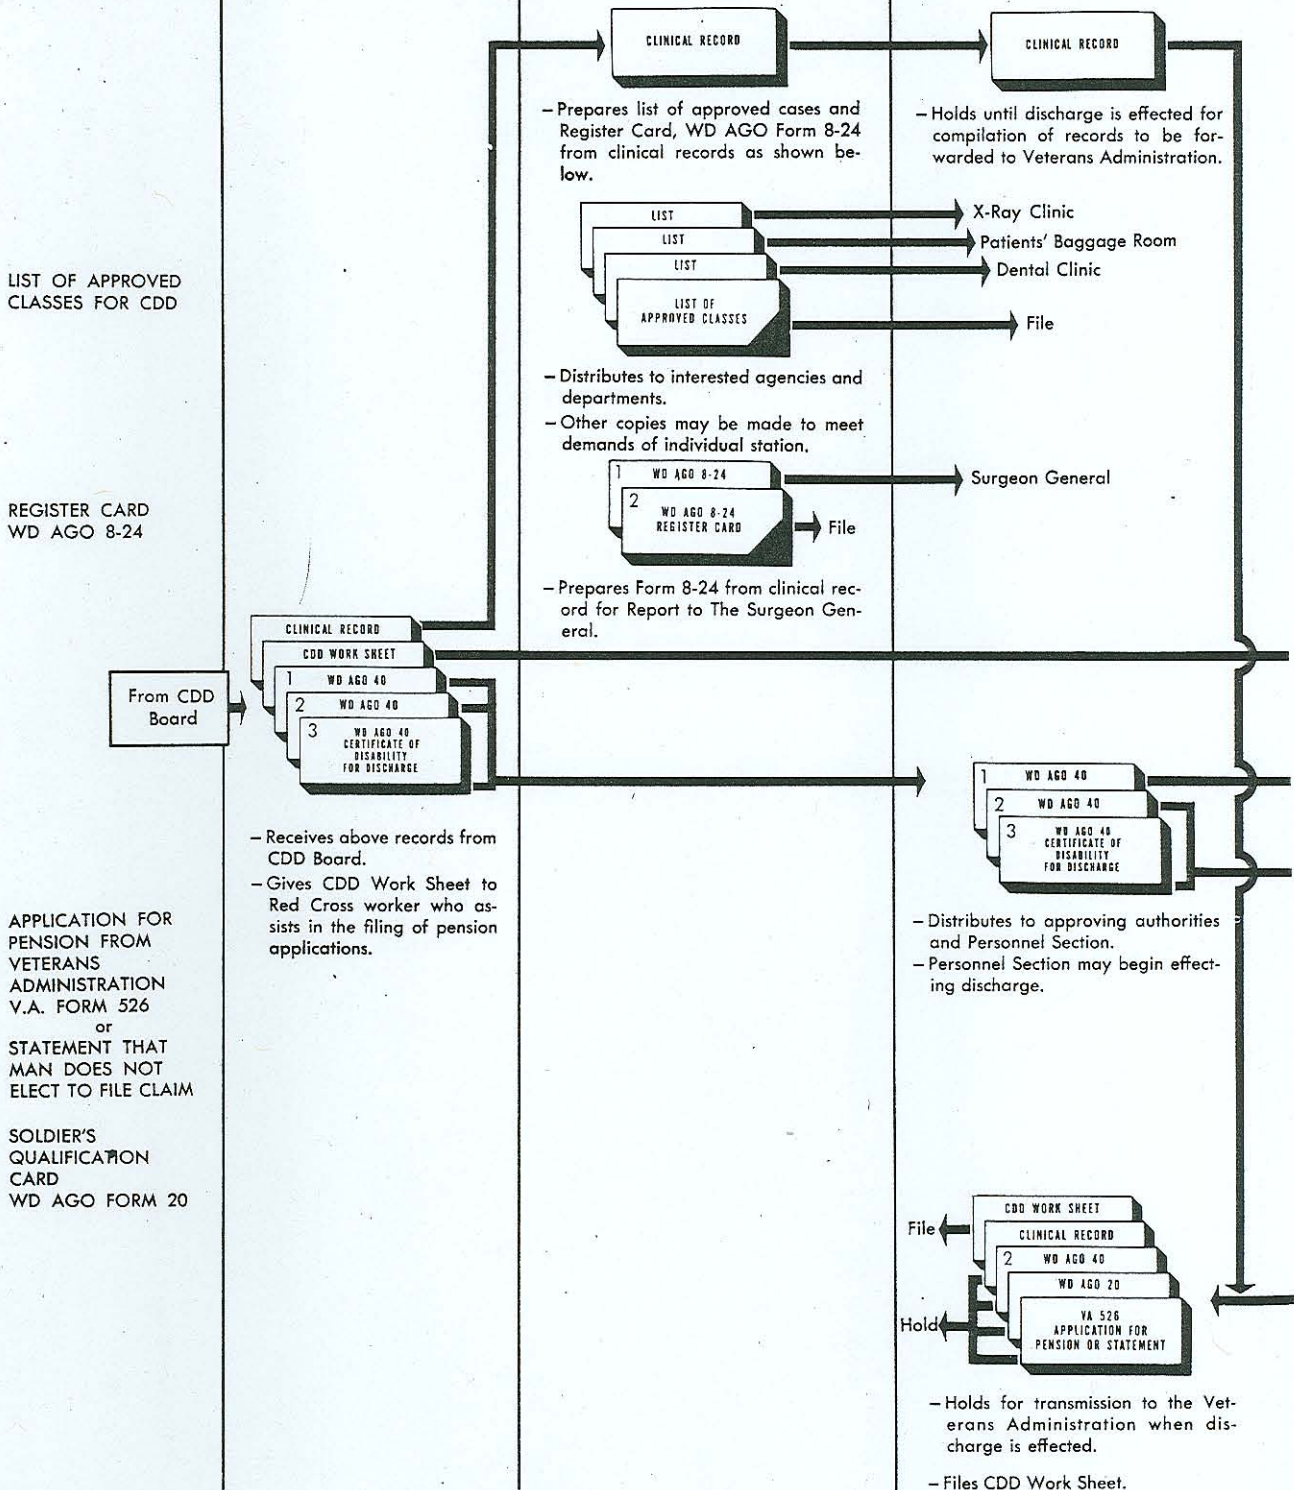 LIST OF APPROVED
CLASSES FOR CDD
REGISTER CARD
WD AGO 8-24
APPLICATION FOR
PENSION FROM
VETERANS
ADMINISTRATION
V.A. FORM 526
or
STATEMENT THAT
MAN DOES NOT
ELECT TO FILE CLAIM
SOLDIER'S
QUALIFICATION
CARD
WD AGO FORM 20
From CDD
Board
CLINICAL RECORD
CDD WORK SHEET
1 WD AGO 40
2 WD AGO 40
3 WD AGO 40
CERTIFICATE OF
DISABILITY
FOR DISCHARGE
– Receives above records from
CDD Board.
– Gives CDD Work Sheet to
Red Cross worker who as-
sists in the filing of pension
applications.
CLINICAL RECORD
– Prepares list of approved cases and
Register Card, WD AGO Form 8-24
from clinical records as shown be-
low.
LIST
LIST
LIST
LIST OF
APPROVED CLASSES
– Distributes to interested agencies and
departments.
– Other copies may be made to meet
demands of individual station.
1 WD AGO 8-24
2 WD AGO 8-24
REGISTER CARD
File
– Prepares Form 8-24 from clinical rec-
ord for Report to The Surgeon Gen-
eral.
CLINICAL RECORD
– Holds until discharge is effected for
compilation of records to be for-
warded to Veterans Administration.
X-Ray Clinic
Patients' Baggage Room
Dental Clinic
File
Surgeon General
1 WD AGO 40
2 WD AGO 40
3 WD AGO 40
CERTIFICATE OF
DISABILITY
FOR DISCHARGE
– Distributes to approving authorities
and Personnel Section.
– Personnel Section may begin effect-
ing discharge.
CDD WORK SHEET
File
CLINICAL RECORD
2 WD AGO 40
WD AGO 20
Hold
VA 526
APPLICATION FOR
PENSION OR STATEMENT
– Holds for transmission to the Vet-
erans Administration when dis-
charge is effected.
– Files CDD Work Sheet.